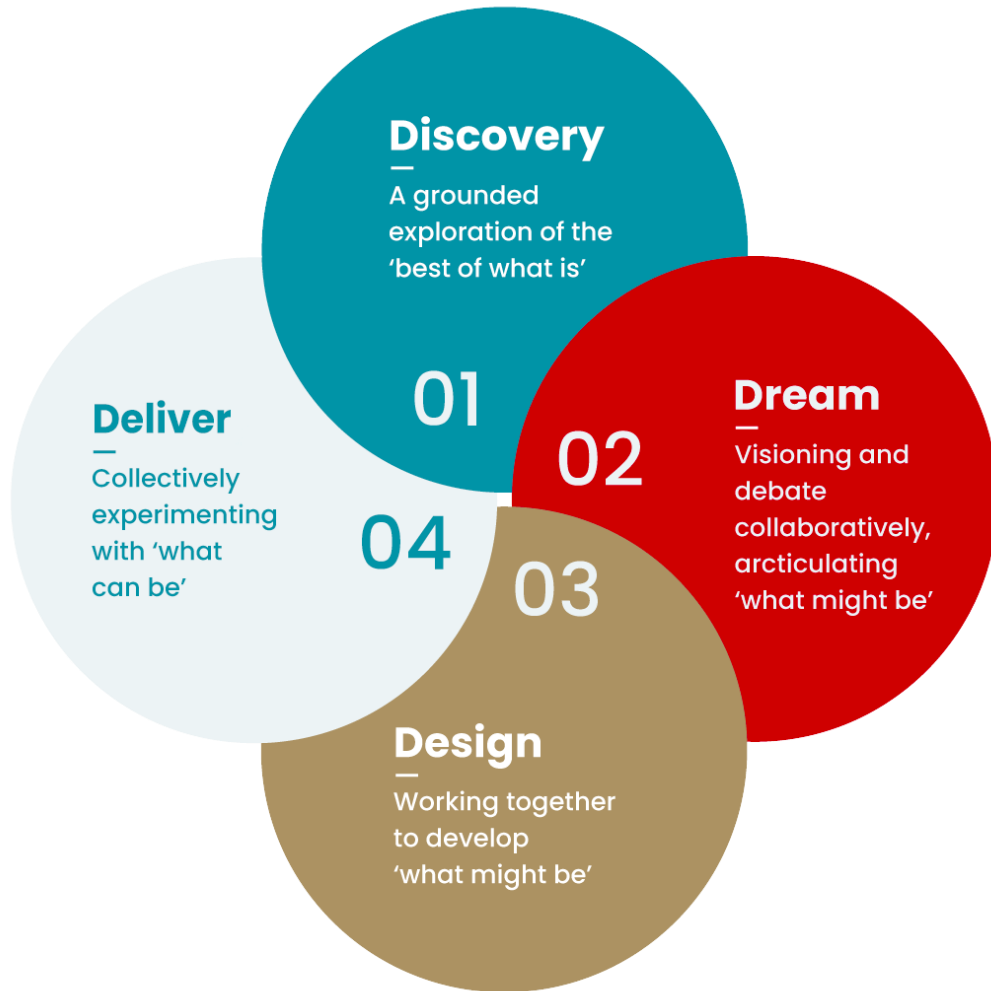 Discovery
A grounded
exploration of the
‘best of what is’
01
Dream
Visioning and
debate
collaboratively,
arcticulating
‘what might be’
02
Design
Working together
to develop
‘what might be’
03
Deliver
Collectively
experimenting
with ‘what
can be’
04